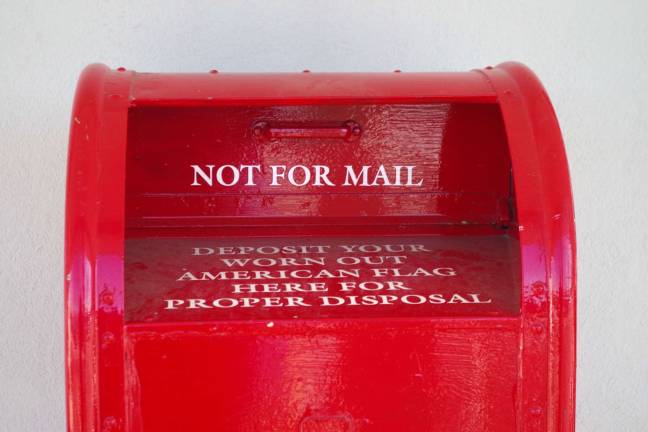 NOT FOR MAIL
DEPOSIT YOUR
WORN OUT
AMERICAN FLAG
HERE FOR
PROPER DISPOSAL